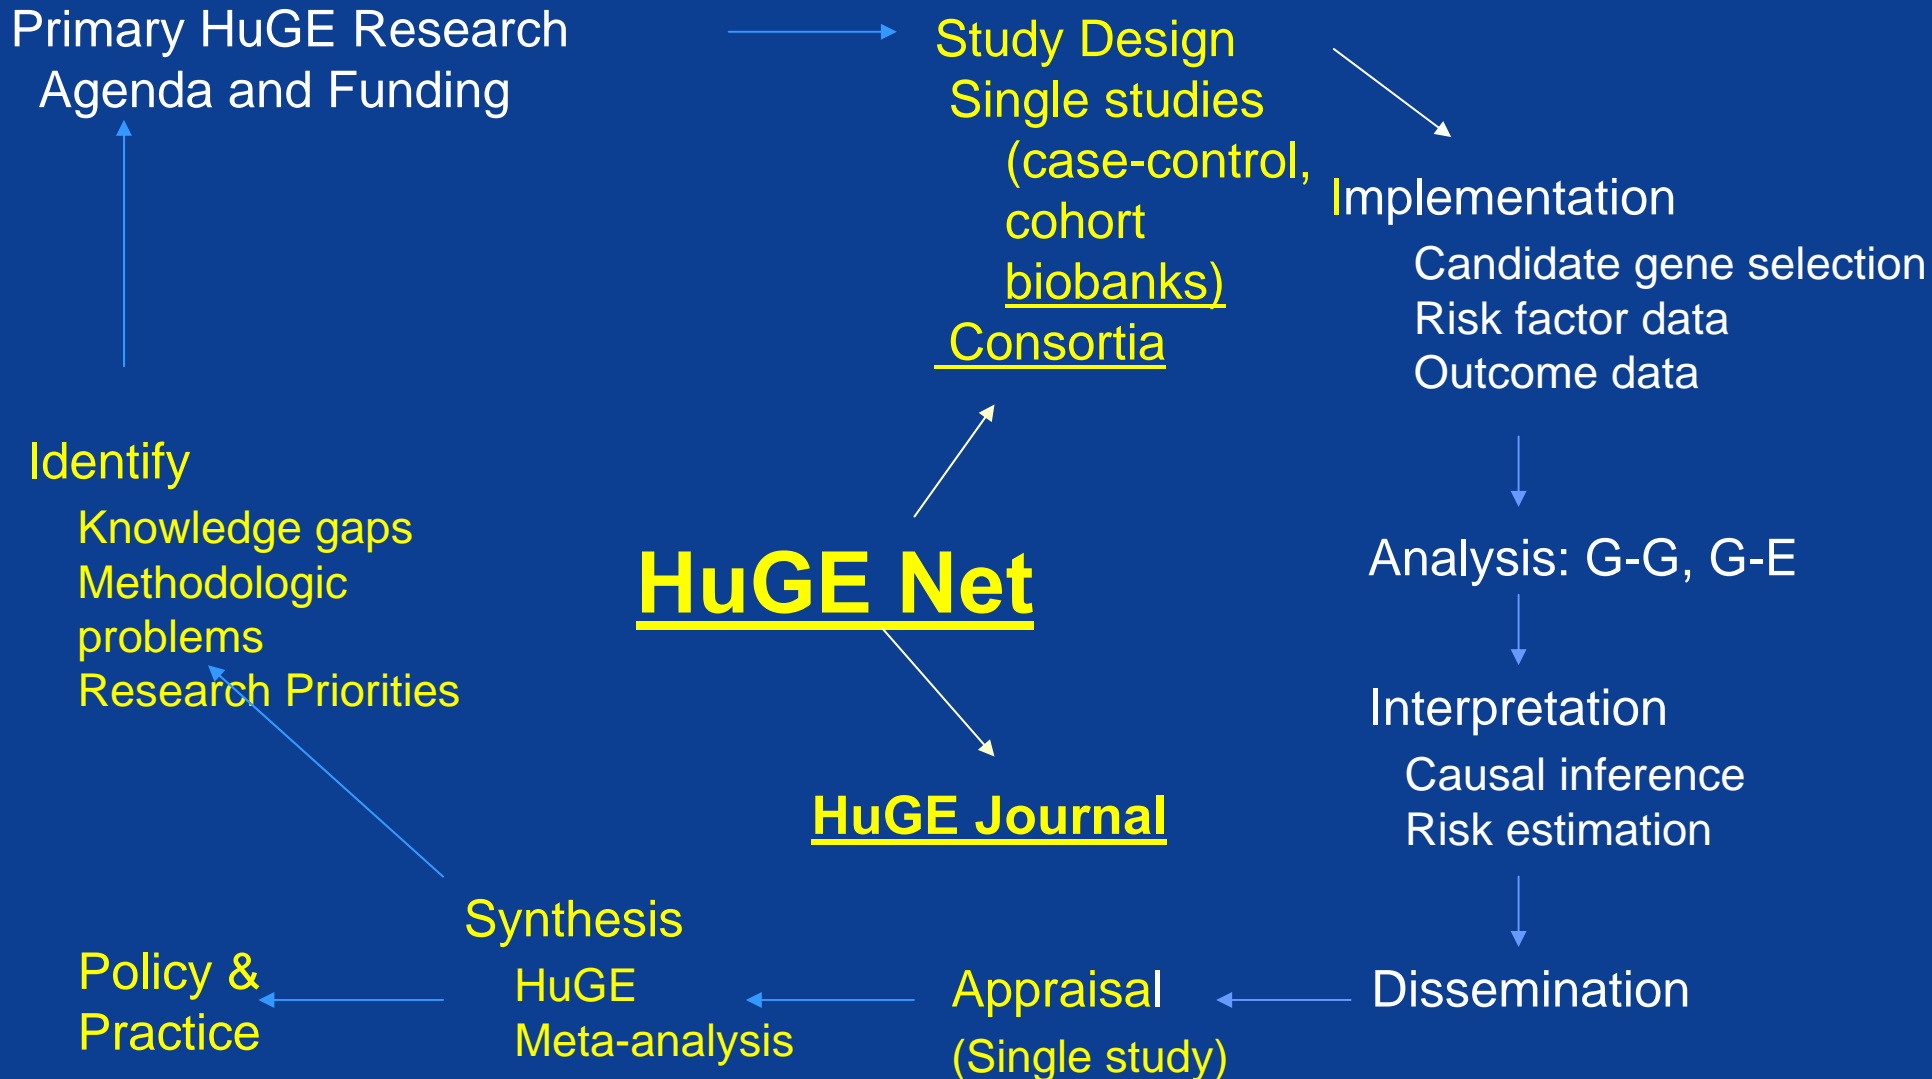 Primary HuGE Research
Agenda and Funding
Study Design
Single studies
(case-control,
cohort
biobanks)
Consortia
Implementation
Candidate gene selection
Risk factor data
Outcome data
Identify
Knowledge gaps
Methodologic
problems
Research Priorities
HuGE Net
Analysis: G-G, G-E
Interpretation
Causal inference
Risk estimation
HuGE Journal
Synthesis
HuGE
Meta-analysis
Policy &
Practice
Appraisal
(Single study)
Dissemination